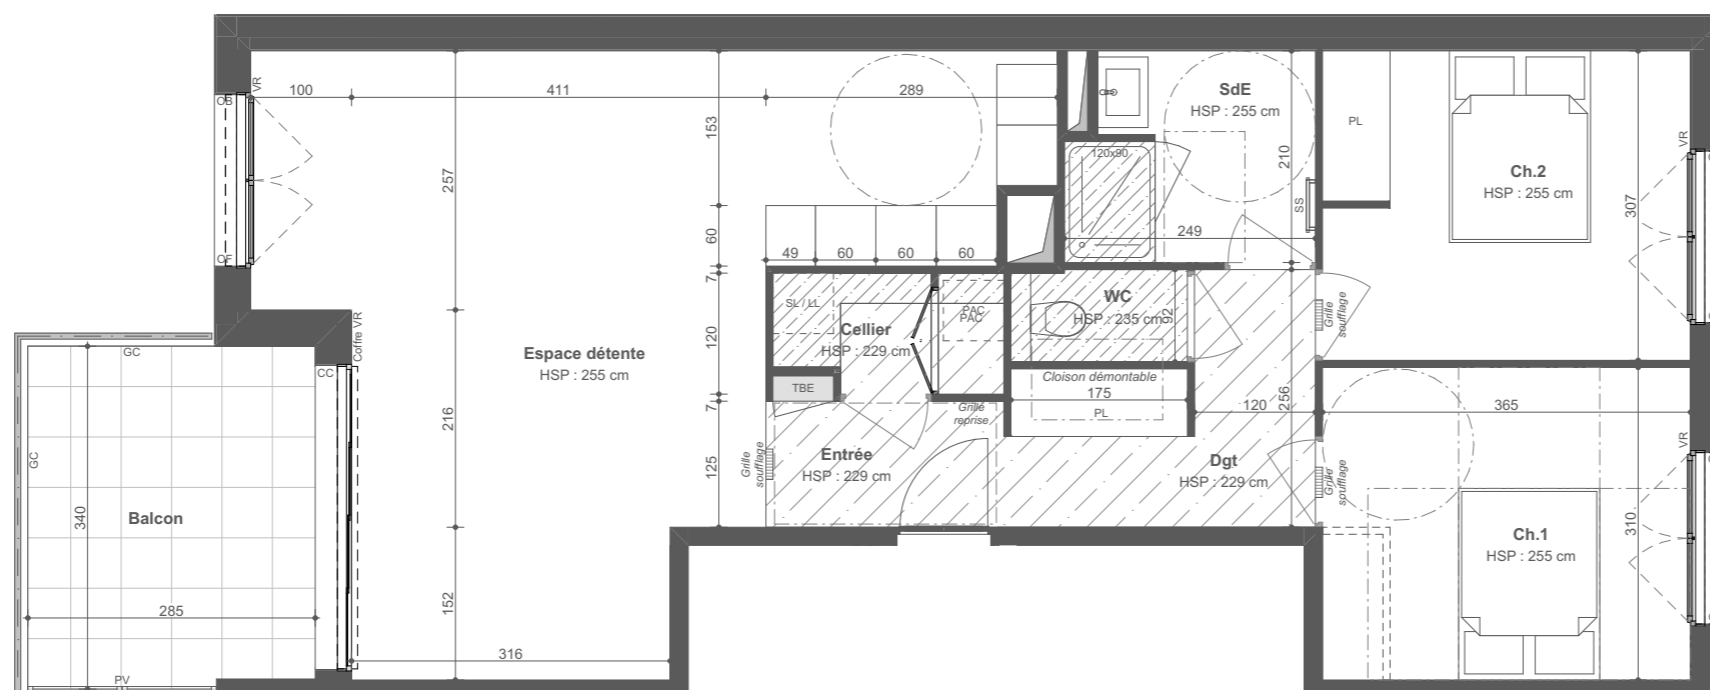 VR
OB
100
411
289
153
257
60
OF
49
60
60
60
7
SL / LL
Cellier
HSP : 229 cm
PAC
PAC
120
TBE
7
Grille
reprise
Entrée
HSP : 229 cm
Grille
soufflage
125
216
152
316
Espace détente
HSP : 255 cm
Coffre VR
CC
GC
GC
Balcon
340
285
PV
SdE
HSP : 255 cm
120x90
210
SS
249
WC
HSP : 235 cm
92
Cloison démontable
175
PL
120
256
Dgt
HSP : 229 cm
Grille
soufflage
Grille
soufflage
PL
Ch.2
HSP : 255 cm
307
VR
365
Ch.1
HSP : 255 cm
310
VR